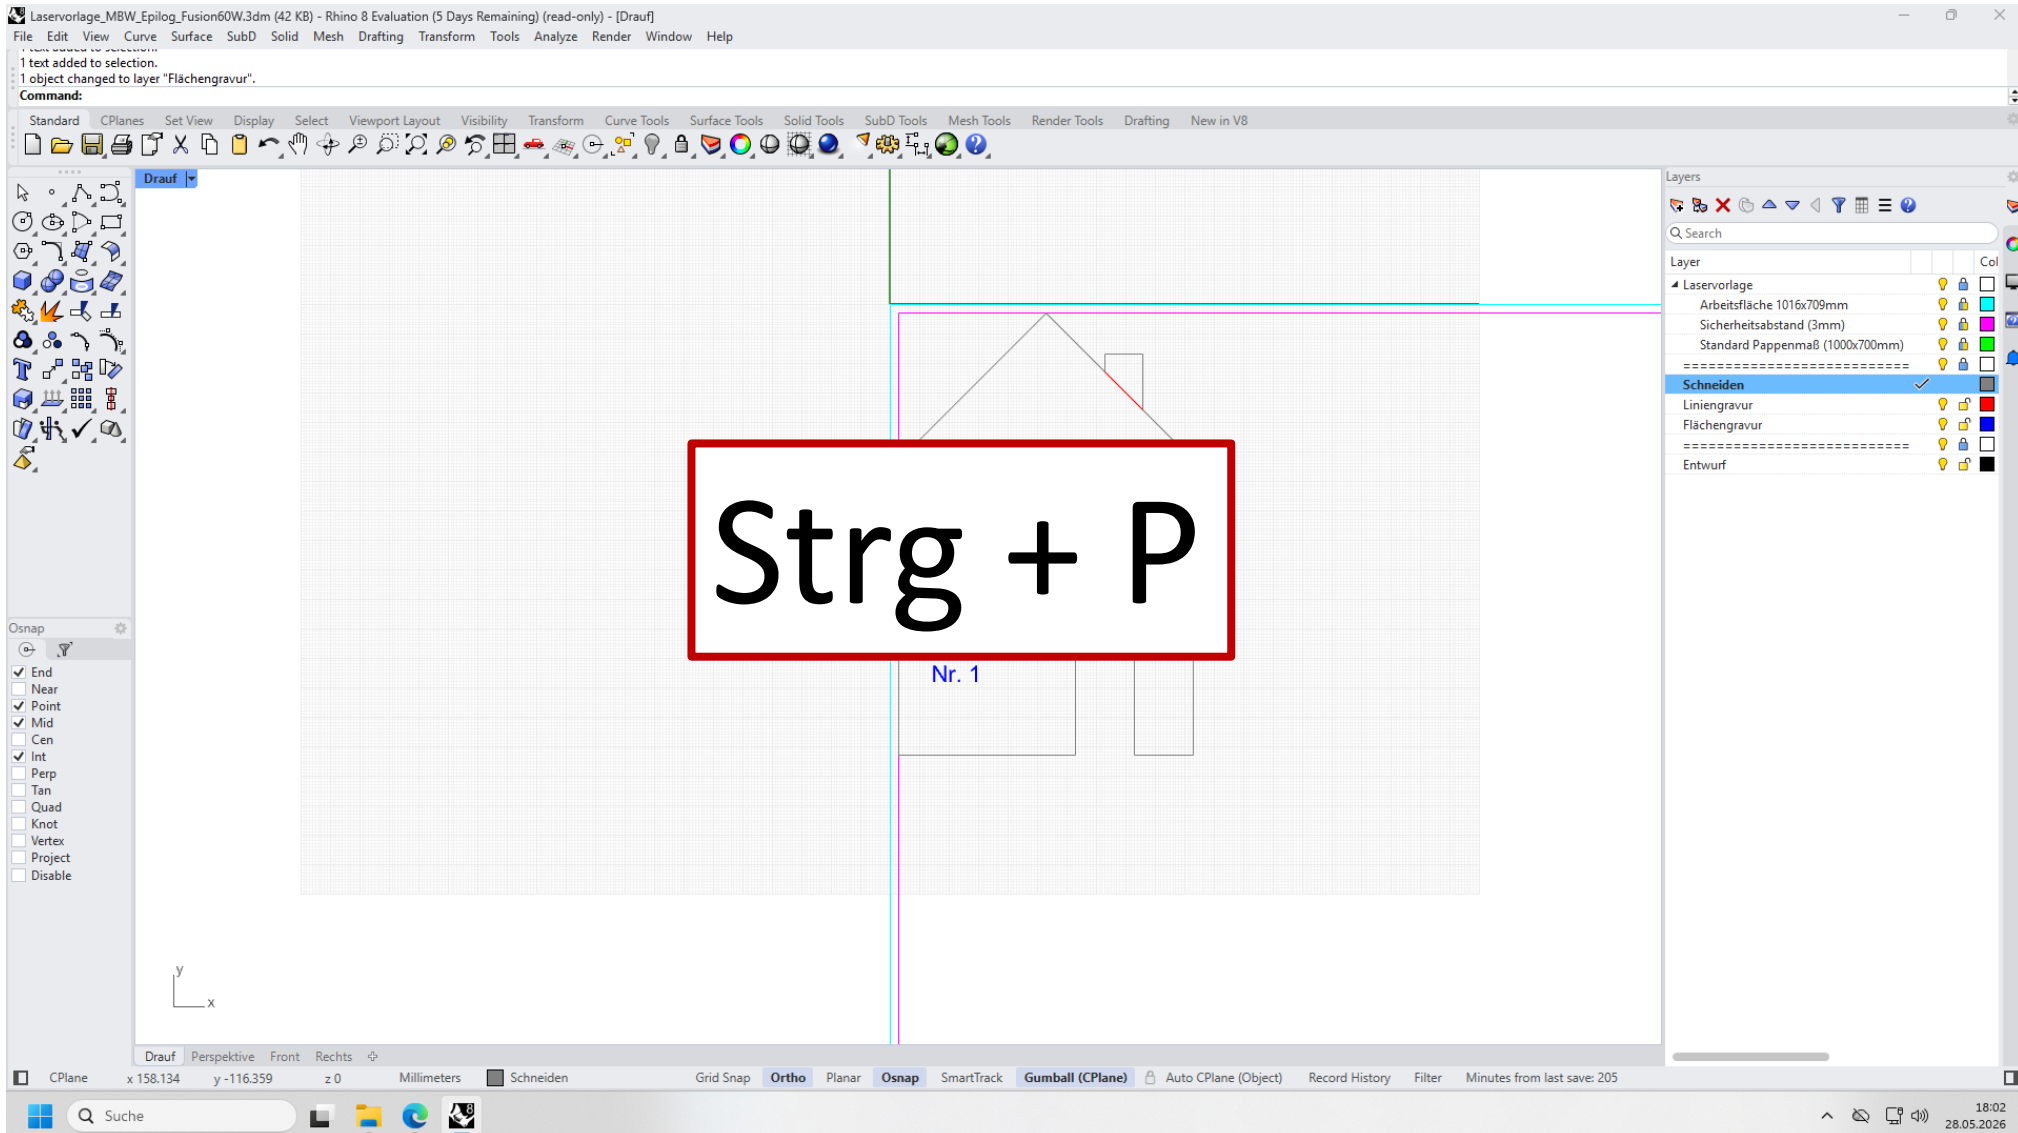 Laservorlage_MBW_Epilog_Fusion60W.3dm (42 KB) - Rhino 8 Evaluation (5 Days Remaining) (read-only) - [Drauf]
File Edit View Curve Surface SubD Solid Mesh Drafting Transform Tools Analyze Render Window Help
1 text added to selection.
1 text added to selection.
1 object changed to layer "Flächengravur".
Command:
Standard CPlanes Set View Display Select Viewport Layout Visibility Transform Curve Tools Surface Tools Solid Tools SubD Tools Mesh Tools Render Tools Drafting New in V8
Drauf
Layers
Search
Layer Col
Laservorlage
Arbeitsfläche 1016x709mm
Sicherheitsabstand (3mm)
Standard Pappenmaß (1000x700mm)
===========================
Schneiden
Liniengravur
Flächengravur
===========================
Entwurf
Strg + P
Nr. 1
Osnap
End
Near
Point
Mid
Cen
Int
Perp
Tan
Quad
Knot
Vertex
Project
Disable
y
x
Drauf Perspektive Front Rechts
CPlane x 158.134 y -116.359 z 0 Millimeters Schneiden Grid Snap Ortho Planar Osnap SmartTrack Gumball (CPlane) Auto CPlane (Object) Record History Filter Minutes from last save: 205
Suche
18:02
28.05.2026